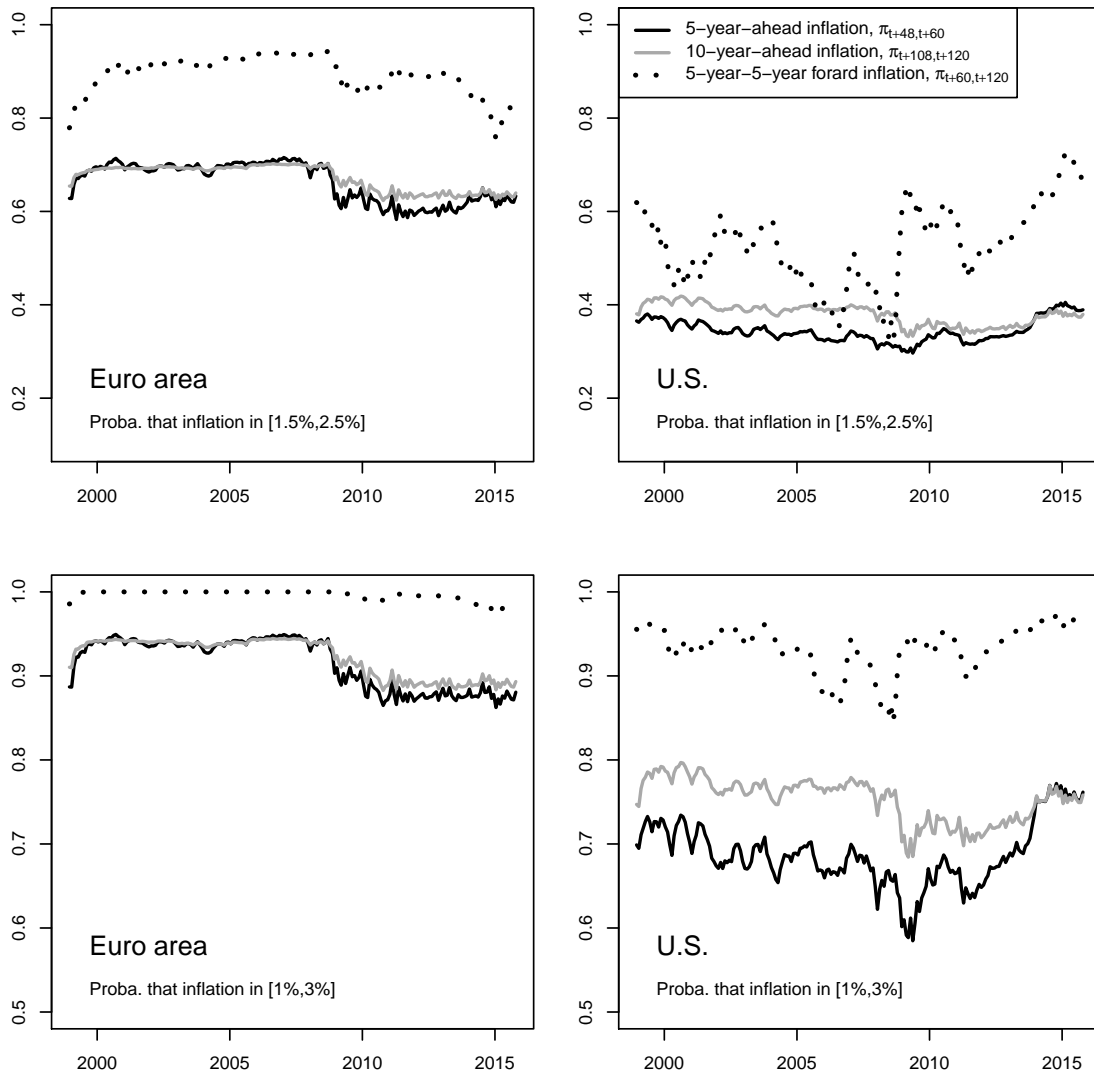 1.0
0.8
0.6
0.4
0.2
Euro area
Proba. that inflation in [1.5%,2.5%]
2000 2005 2010 2015
5−year−ahead inflation, πt+48,t+60
10−year−ahead inflation, πt+108,t+120
5−year−5−year forard inflation, πt+60,t+120
1.0
0.8
0.6
0.4
0.2
U.S.
Proba. that inflation in [1.5%,2.5%]
2000 2005 2010 2015
1.0
0.9
0.8
0.7
0.6
0.5
Euro area
Proba. that inflation in [1%,3%]
2000 2005 2010 2015
1.0
0.9
0.8
0.7
0.6
0.5
U.S.
Proba. that inflation in [1%,3%]
2000 2005 2010 2015